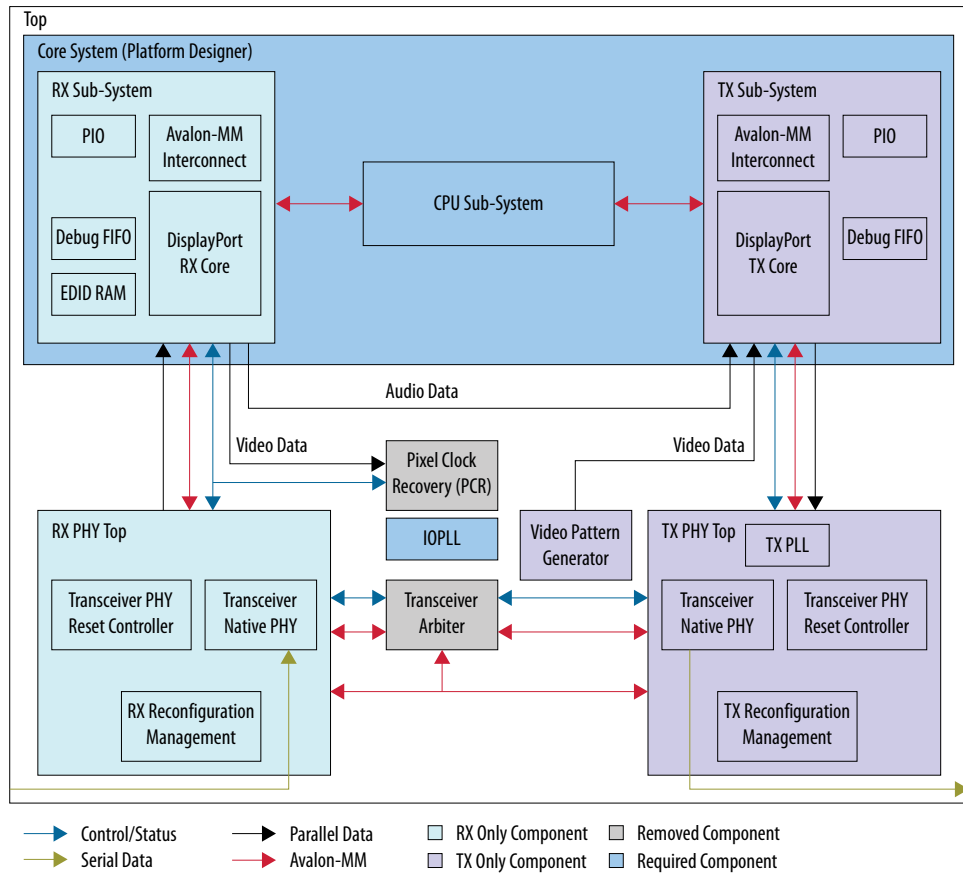 Top
Core System (Platform Designer)
RX Sub-System
PIO
Avalon-MM
Interconnect
Debug FIFO
DisplayPort
RX Core
EDID RAM
CPU Sub-System
TX Sub-System
Avalon-MM
Interconnect
PIO
DisplayPort
TX Core
Debug FIFO
Audio Data
Video Data
Pixel Clock
Recovery (PCR)
Video Data
IOPLL
Video Pattern
Generator
RX PHY Top
Transceiver PHY
Reset Controller
Transceiver
Native PHY
RX Reconfiguration
Management
Transceiver
Arbiter
TX PHY Top
TX PLL
Transceiver
Native PHY
Transceiver PHY
Reset Controller
TX Reconfiguration
Management
Control/Status
Parallel Data
RX Only Component
Removed Component
Serial Data
Avalon-MM
TX Only Component
Required Component